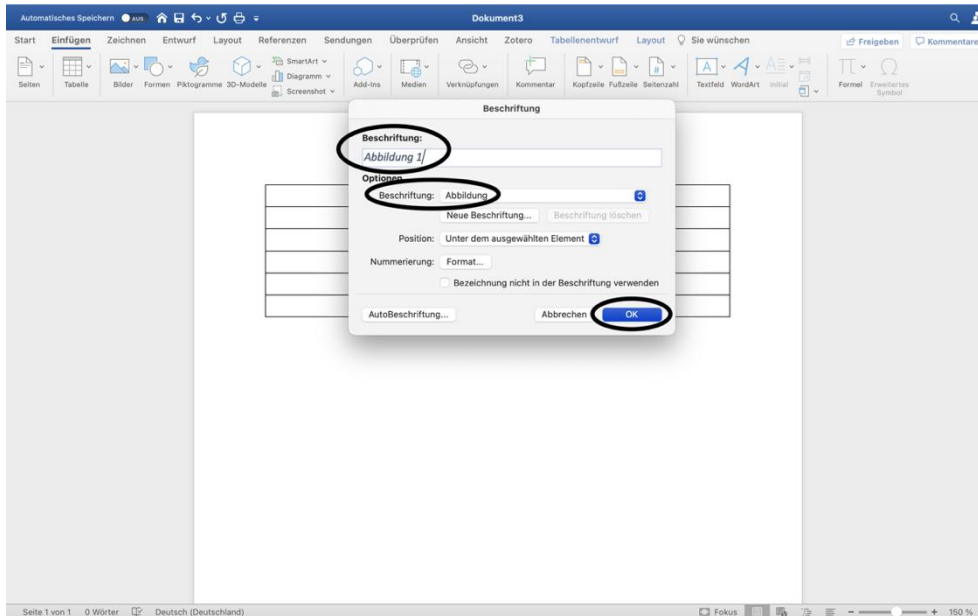 Automatisches Speichern AUS Dokument3
Start Einfügen Zeichnen Entwurf Layout Referenzen Sendungen Überprüfen Ansicht Zotero Tabellenentwurf Layout Sie wünschen Freigeben Kommentare
SmartArt
Diagramm
Screenshot
Seiten Tabelle Bilder Formen Piktogramme 3D-Modelle Add-Ins Medien Verknüpfungen Kommentar Kopfzeile Fußzeile Seitenzahl Textfeld WordArt Initial Formel Erweitertes Symbol
Beschriftung
Beschriftung:
Abbildung 1
Optionen
Beschriftung: Abbildung
Neue Beschriftung... Beschriftung löschen
Position: Unter dem ausgewählten Element
Nummerierung: Format...
Bezeichnung nicht in der Beschriftung verwenden
AutoBeschriftung... Abbrechen OK
Seite 1 von 1 0 Wörter Deutsch (Deutschland) Fokus 150 %